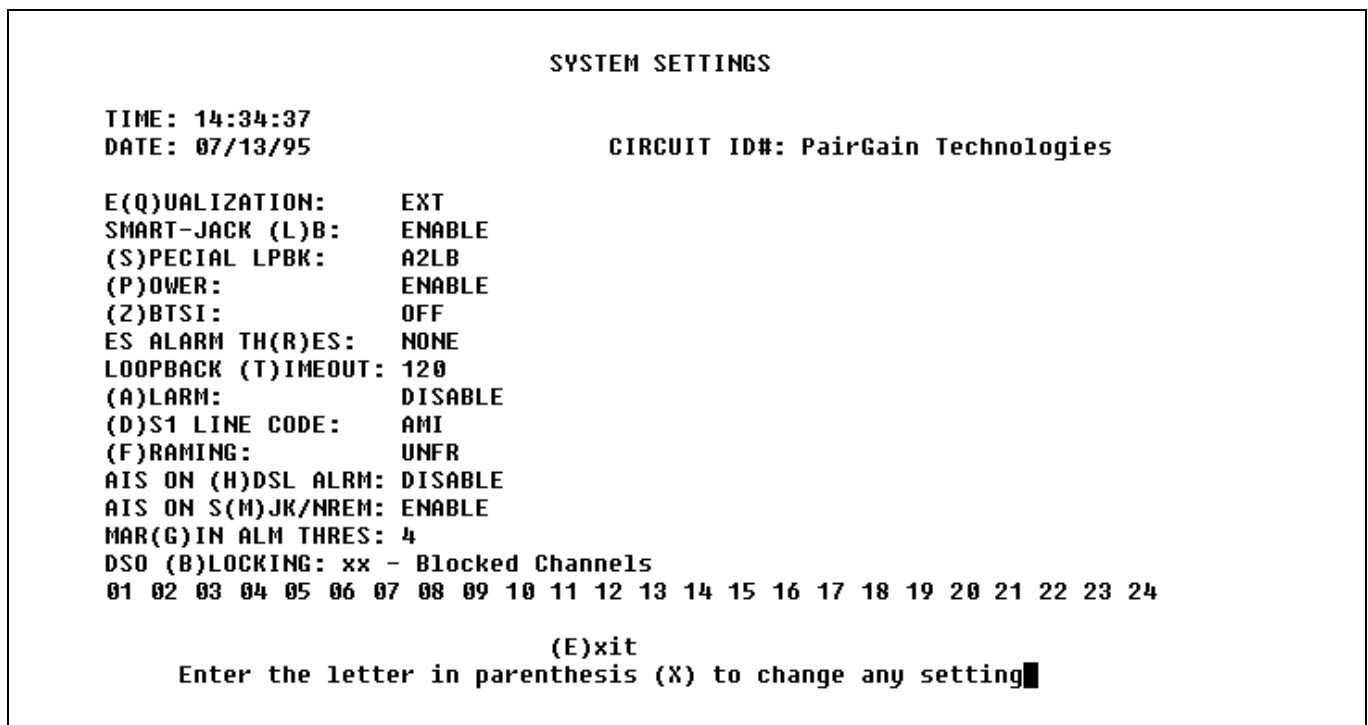 SYSTEM SETTINGS
TIME: 14:34:37
DATE: 07/13/95 CIRCUIT ID#: PairGain Technologies
E(Q)UALIZATION: EXT
SMART-JACK (L)B: ENABLE
(S)PECIAL LPBK: A2LB
(P)OWER: ENABLE
(Z)BTSI: OFF
ES ALARM TH(R)ES: NONE
LOOPBACK (T)IMEOUT: 120
(A)LARM: DISABLE
(D)S1 LINE CODE: AMI
(F)RAMING: UNFR
AIS ON (H)DSL ALRM: DISABLE
AIS ON S(M)JK/NREM: ENABLE
MAR(G)IN ALM THRES: 4
DSO (B)LOCKING: xx - Blocked Channels
01 02 03 04 05 06 07 08 09 10 11 12 13 14 15 16 17 18 19 20 21 22 23 24
(E)xit
Enter the letter in parenthesis (X) to change any setting